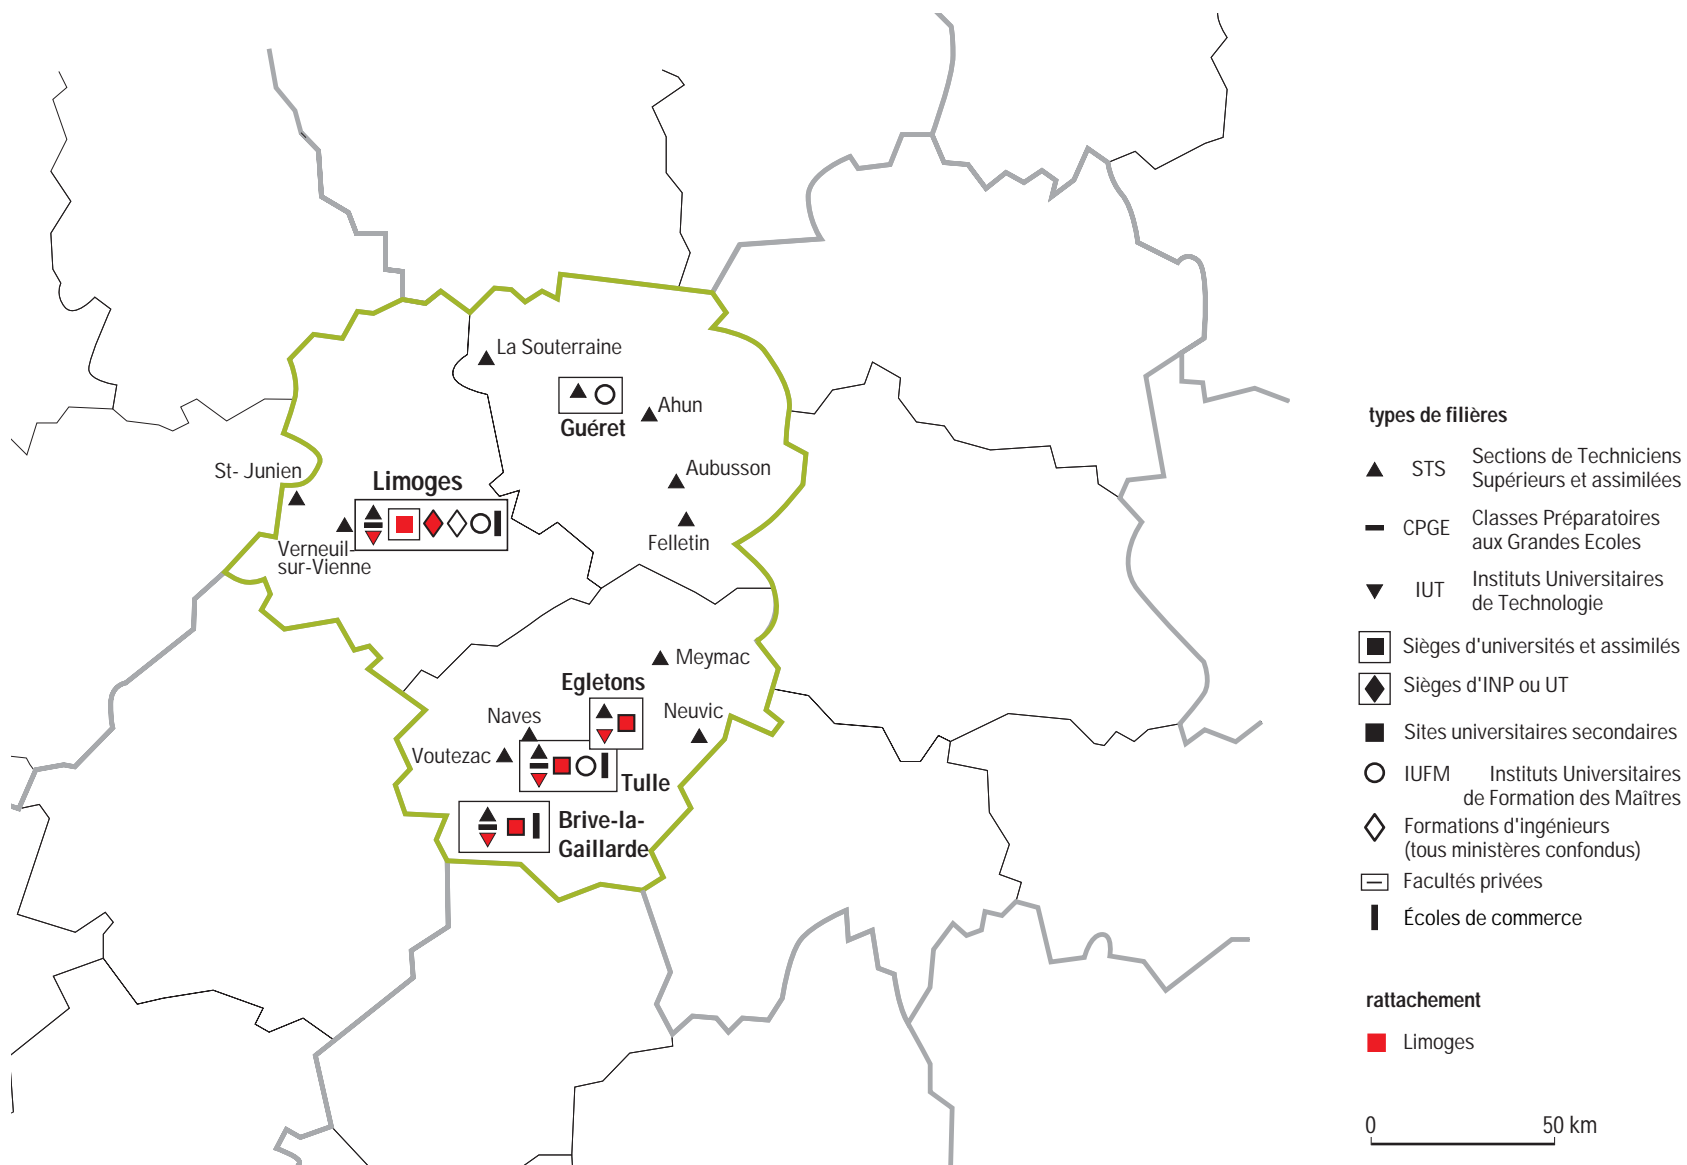 La Souterraine
Ahun
Guéret
St- Junien
Limoges
Aubusson
Verneuil-
sur-Vienne
Felletin
Meymac
Egletons
Naves
Neuvic
Voutezac
Tulle
Brive-la-
Gaillarde
types de filières
STS Sections de Techniciens
Supérieurs et assimilées
CPGE Classes Préparatoires
aux Grandes Ecoles
IUT Instituts Universitaires
de Technologie
Sièges d'universités et assimilés
Sièges d'INP ou UT
Sites universitaires secondaires
IUFM Instituts Universitaires
de Formation des Maîtres
Formations d'ingénieurs
(tous ministères confondus)
Facultés privées
Écoles de commerce
rattachement
Limoges
0 50 km